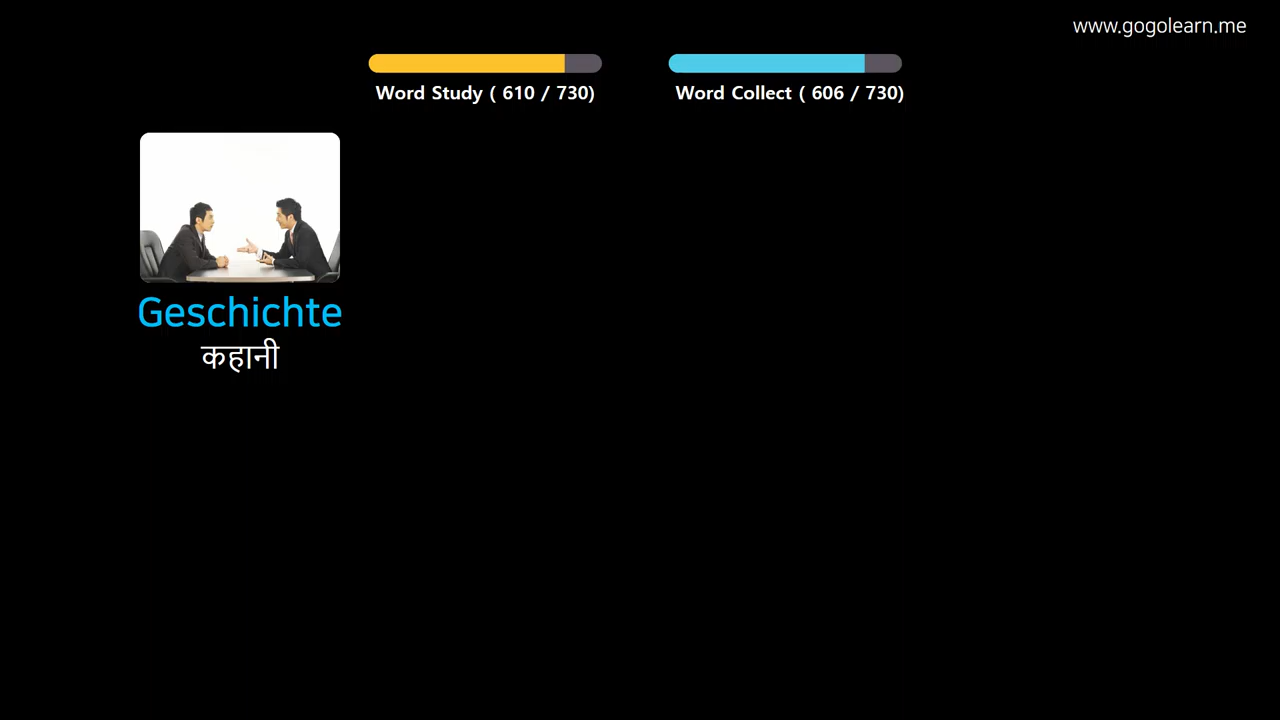 www.gogolearn.me
Word Study ( 610 / 730)
Word Collect ( 606 / 730)
Geschichte
कहानी